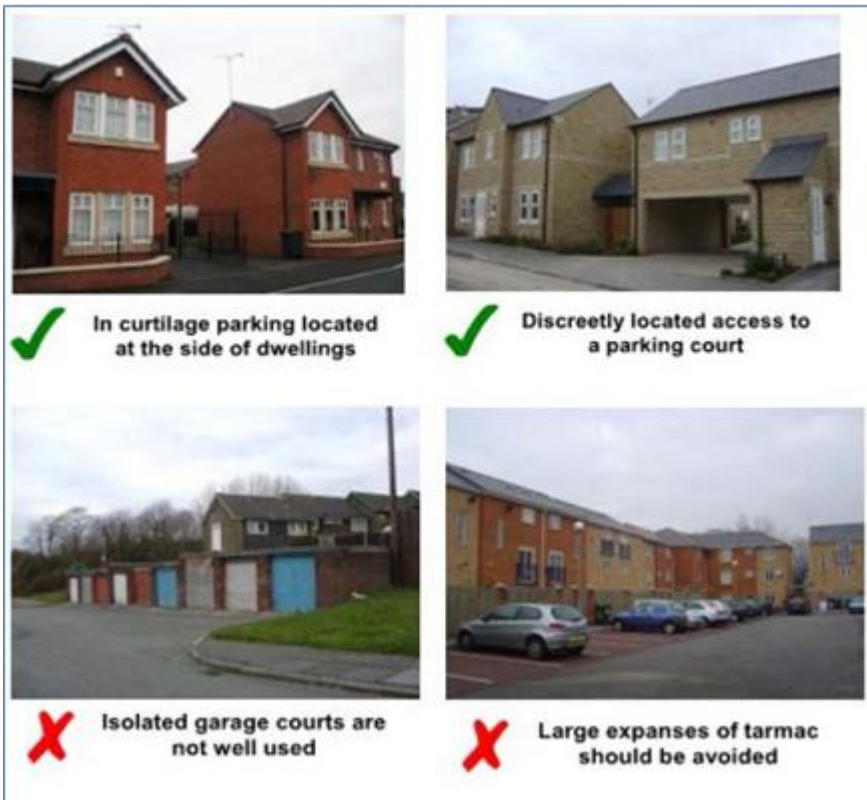 In curtilage parking located
at the side of dwellings
Discreetly located access to
a parking court
Isolated garage courts are
not well used
Large expanses of tarmac
should be avoided